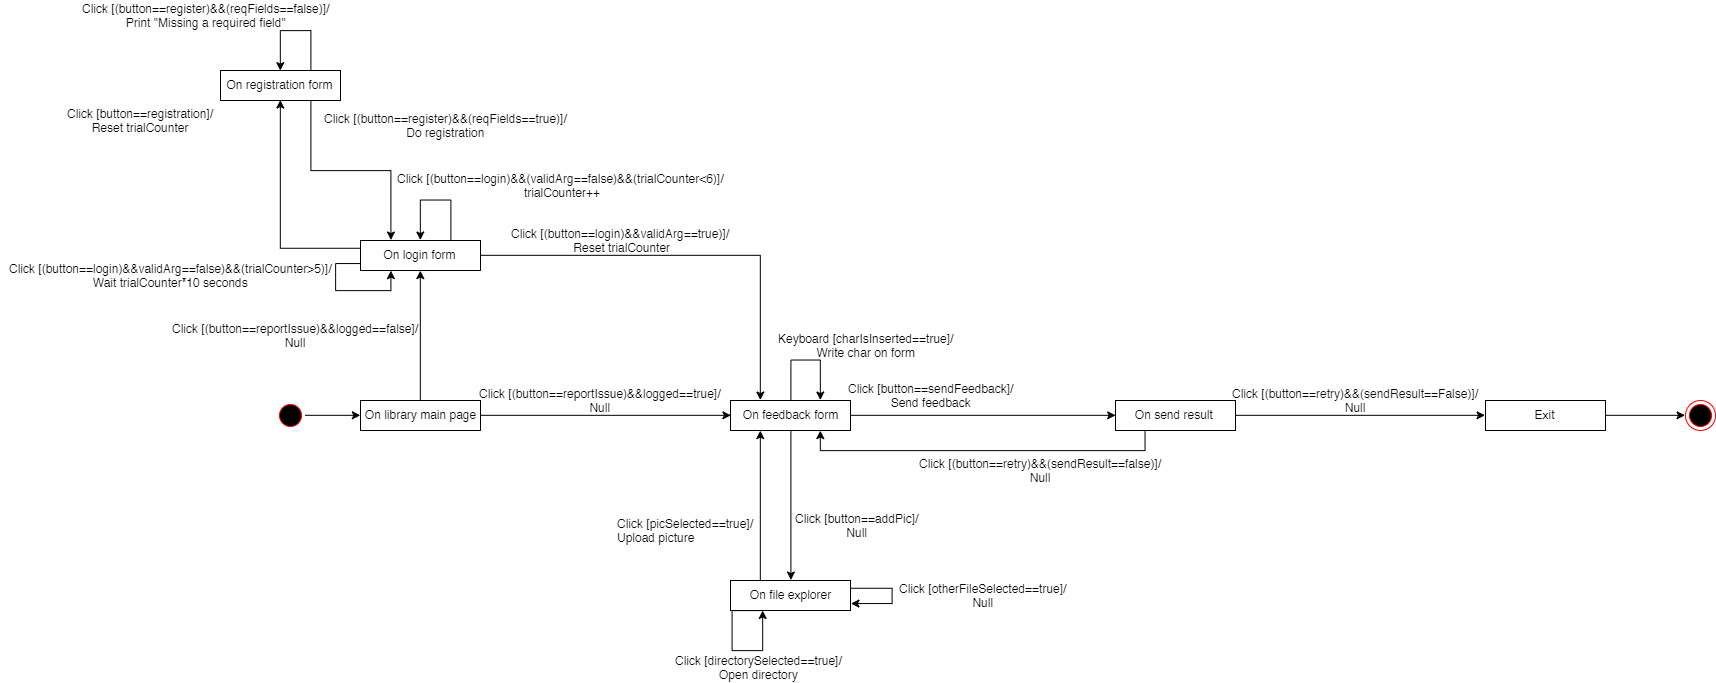 Click [(button==register)&&(reqFields==false)]/
Print "Missing a required field"
On registration form
Click [button==registration]/
Reset trialCounter
Click [(button==register)&&(reqFields==true)]/
Do registration
Click [(button==login)&&(validArg==false)&&(trialCounter<6)]/
trialCounter++
On login form
Click [(button==login)&&validArg==true)]/
Reset trialCounter
Click [(button==login)&&validArg==false)&&(trialCounter>5)]/
Wait trialCounter*10 seconds
Click [(button==reportIssue)&&logged==false]/
Null
Keyboard [charIsInserted==true]/
Write char on form
On library main page
Click [(button==reportIssue)&&logged==true]/
Null
On feedback form
Click [button==sendFeedback]/
Send feedback
On send result
Click [(button==retry)&&(sendResult==False)]/
Null
Exit
Click [(button==retry)&&(sendResult==false)]/
Null
Click [picSelected==true]/
Upload picture
Click [button==addPic]/
Null
On file explorer
Click [otherFileSelected==true]/
Null
Click [directorySelected==true]/
Open directory